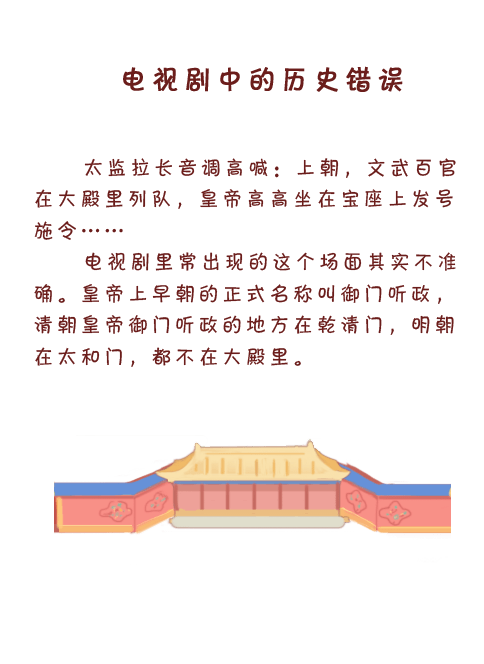 电视剧中的历史错误
太监拉长音调高喊：上朝，文武百官
在大殿里列队，皇帝高高坐在宝座上发号
施令……
电视剧里常出现的这个场面其实不准
确。皇帝上早朝的正式名称叫御门听政，
清朝皇帝御门听政的地方在乾清门，明朝
在太和门，都不在大殿里。